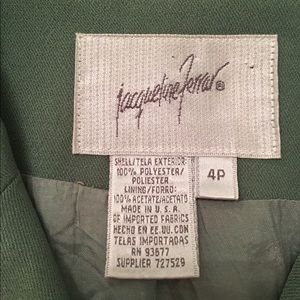 jacqueline ferrar®
SHELL/TELA EXTERIOR:
100% POLYESTER/
POLIESTER
LINING/FORRO:
100% ACETATE/ACETATO
MADE IN U.S.A.
OF IMPORTED FABRICS
HECHO EN EE.UU. CON
TELAS IMPORTADAS
RN 93677
SUPPLIER 727529
4P